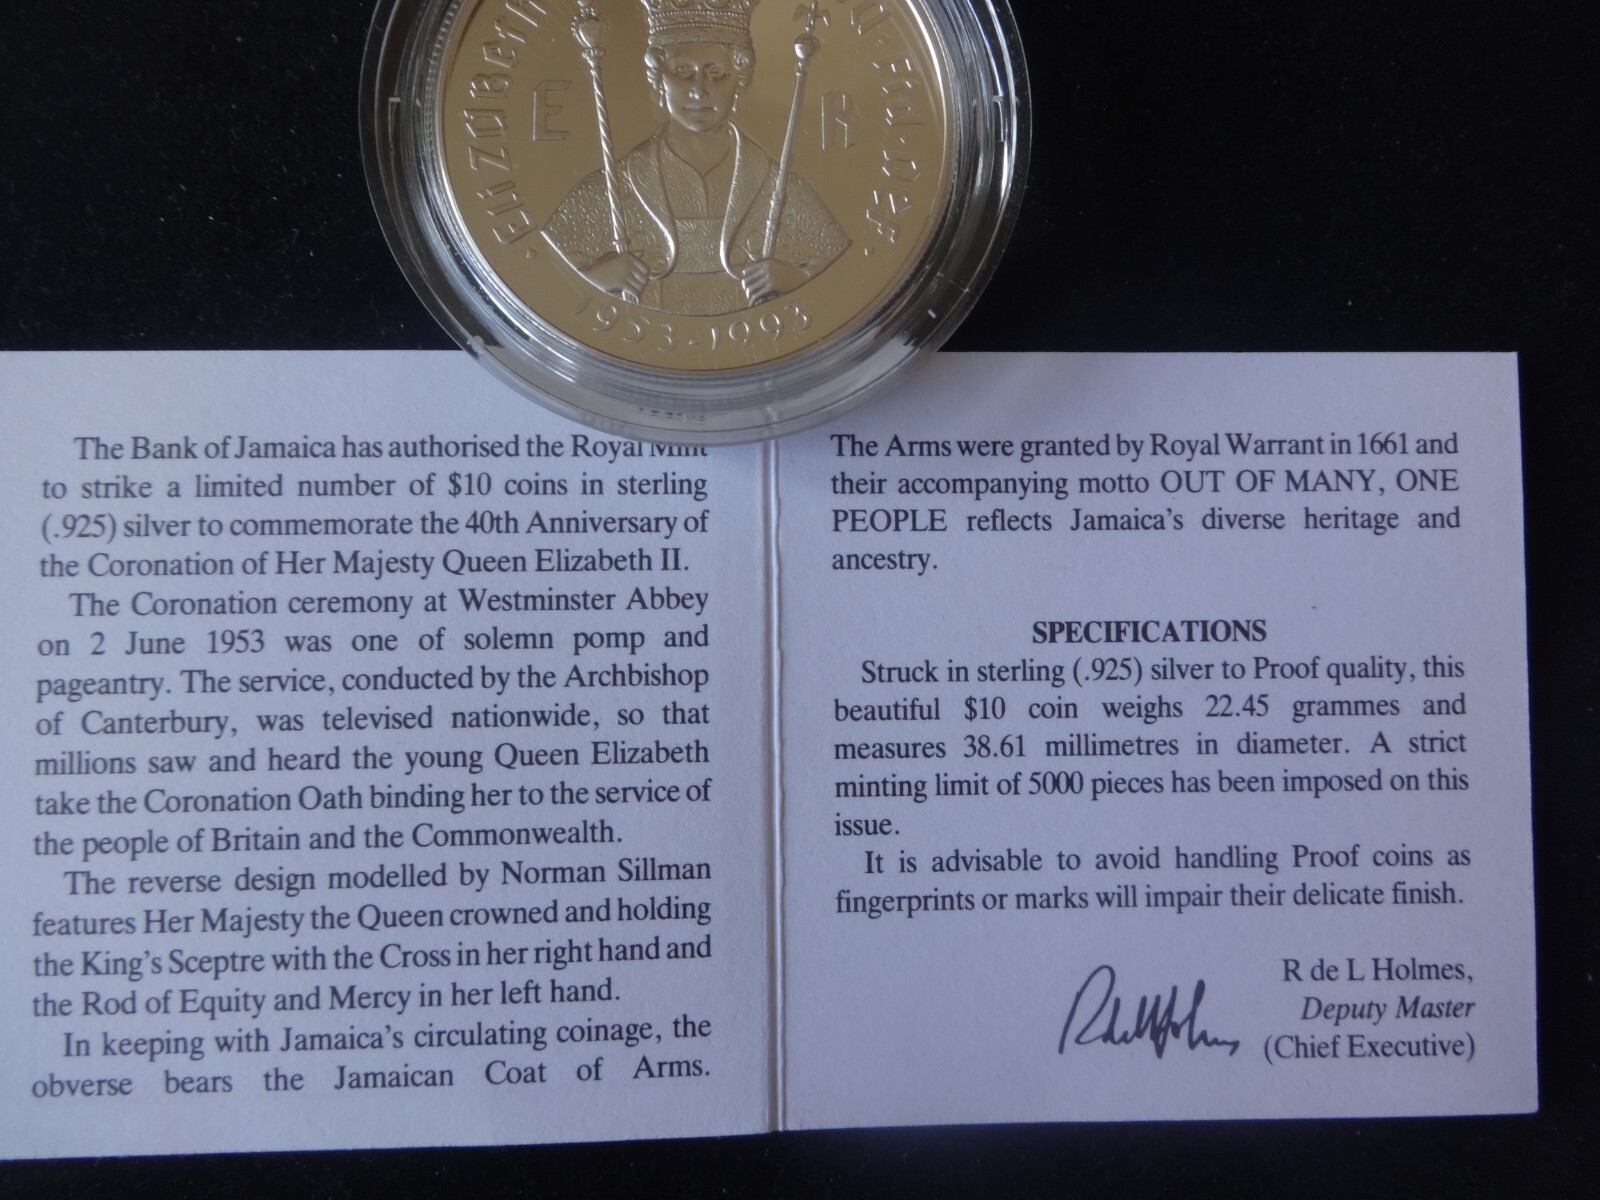 Elizabeth
II·Fid·Def·
E R
1953-1993
The Bank of Jamaica has authorised the Royal Mint
to strike a limited number of $10 coins in sterling
(.925) silver to commemorate the 40th Anniversary of
the Coronation of Her Majesty Queen Elizabeth II.
The Coronation ceremony at Westminster Abbey
on 2 June 1953 was one of solemn pomp and
pageantry. The service, conducted by the Archbishop
of Canterbury, was televised nationwide, so that
millions saw and heard the young Queen Elizabeth
take the Coronation Oath binding her to the service of
the people of Britain and the Commonwealth.
The reverse design modelled by Norman Sillman
features Her Majesty the Queen crowned and holding
the King's Sceptre with the Cross in her right hand and
the Rod of Equity and Mercy in her left hand.
In keeping with Jamaica's circulating coinage, the
obverse bears the Jamaican Coat of Arms.
The Arms were granted by Royal Warrant in 1661 and
their accompanying motto OUT OF MANY, ONE
PEOPLE reflects Jamaica's diverse heritage and
ancestry.
SPECIFICATIONS
Struck in sterling (.925) silver to Proof quality, this
beautiful $10 coin weighs 22.45 grammes and
measures 38.61 millimetres in diameter. A strict
minting limit of 5000 pieces has been imposed on this
issue.
It is advisable to avoid handling Proof coins as
fingerprints or marks will impair their delicate finish.
R de L Holmes,
Deputy Master
(Chief Executive)